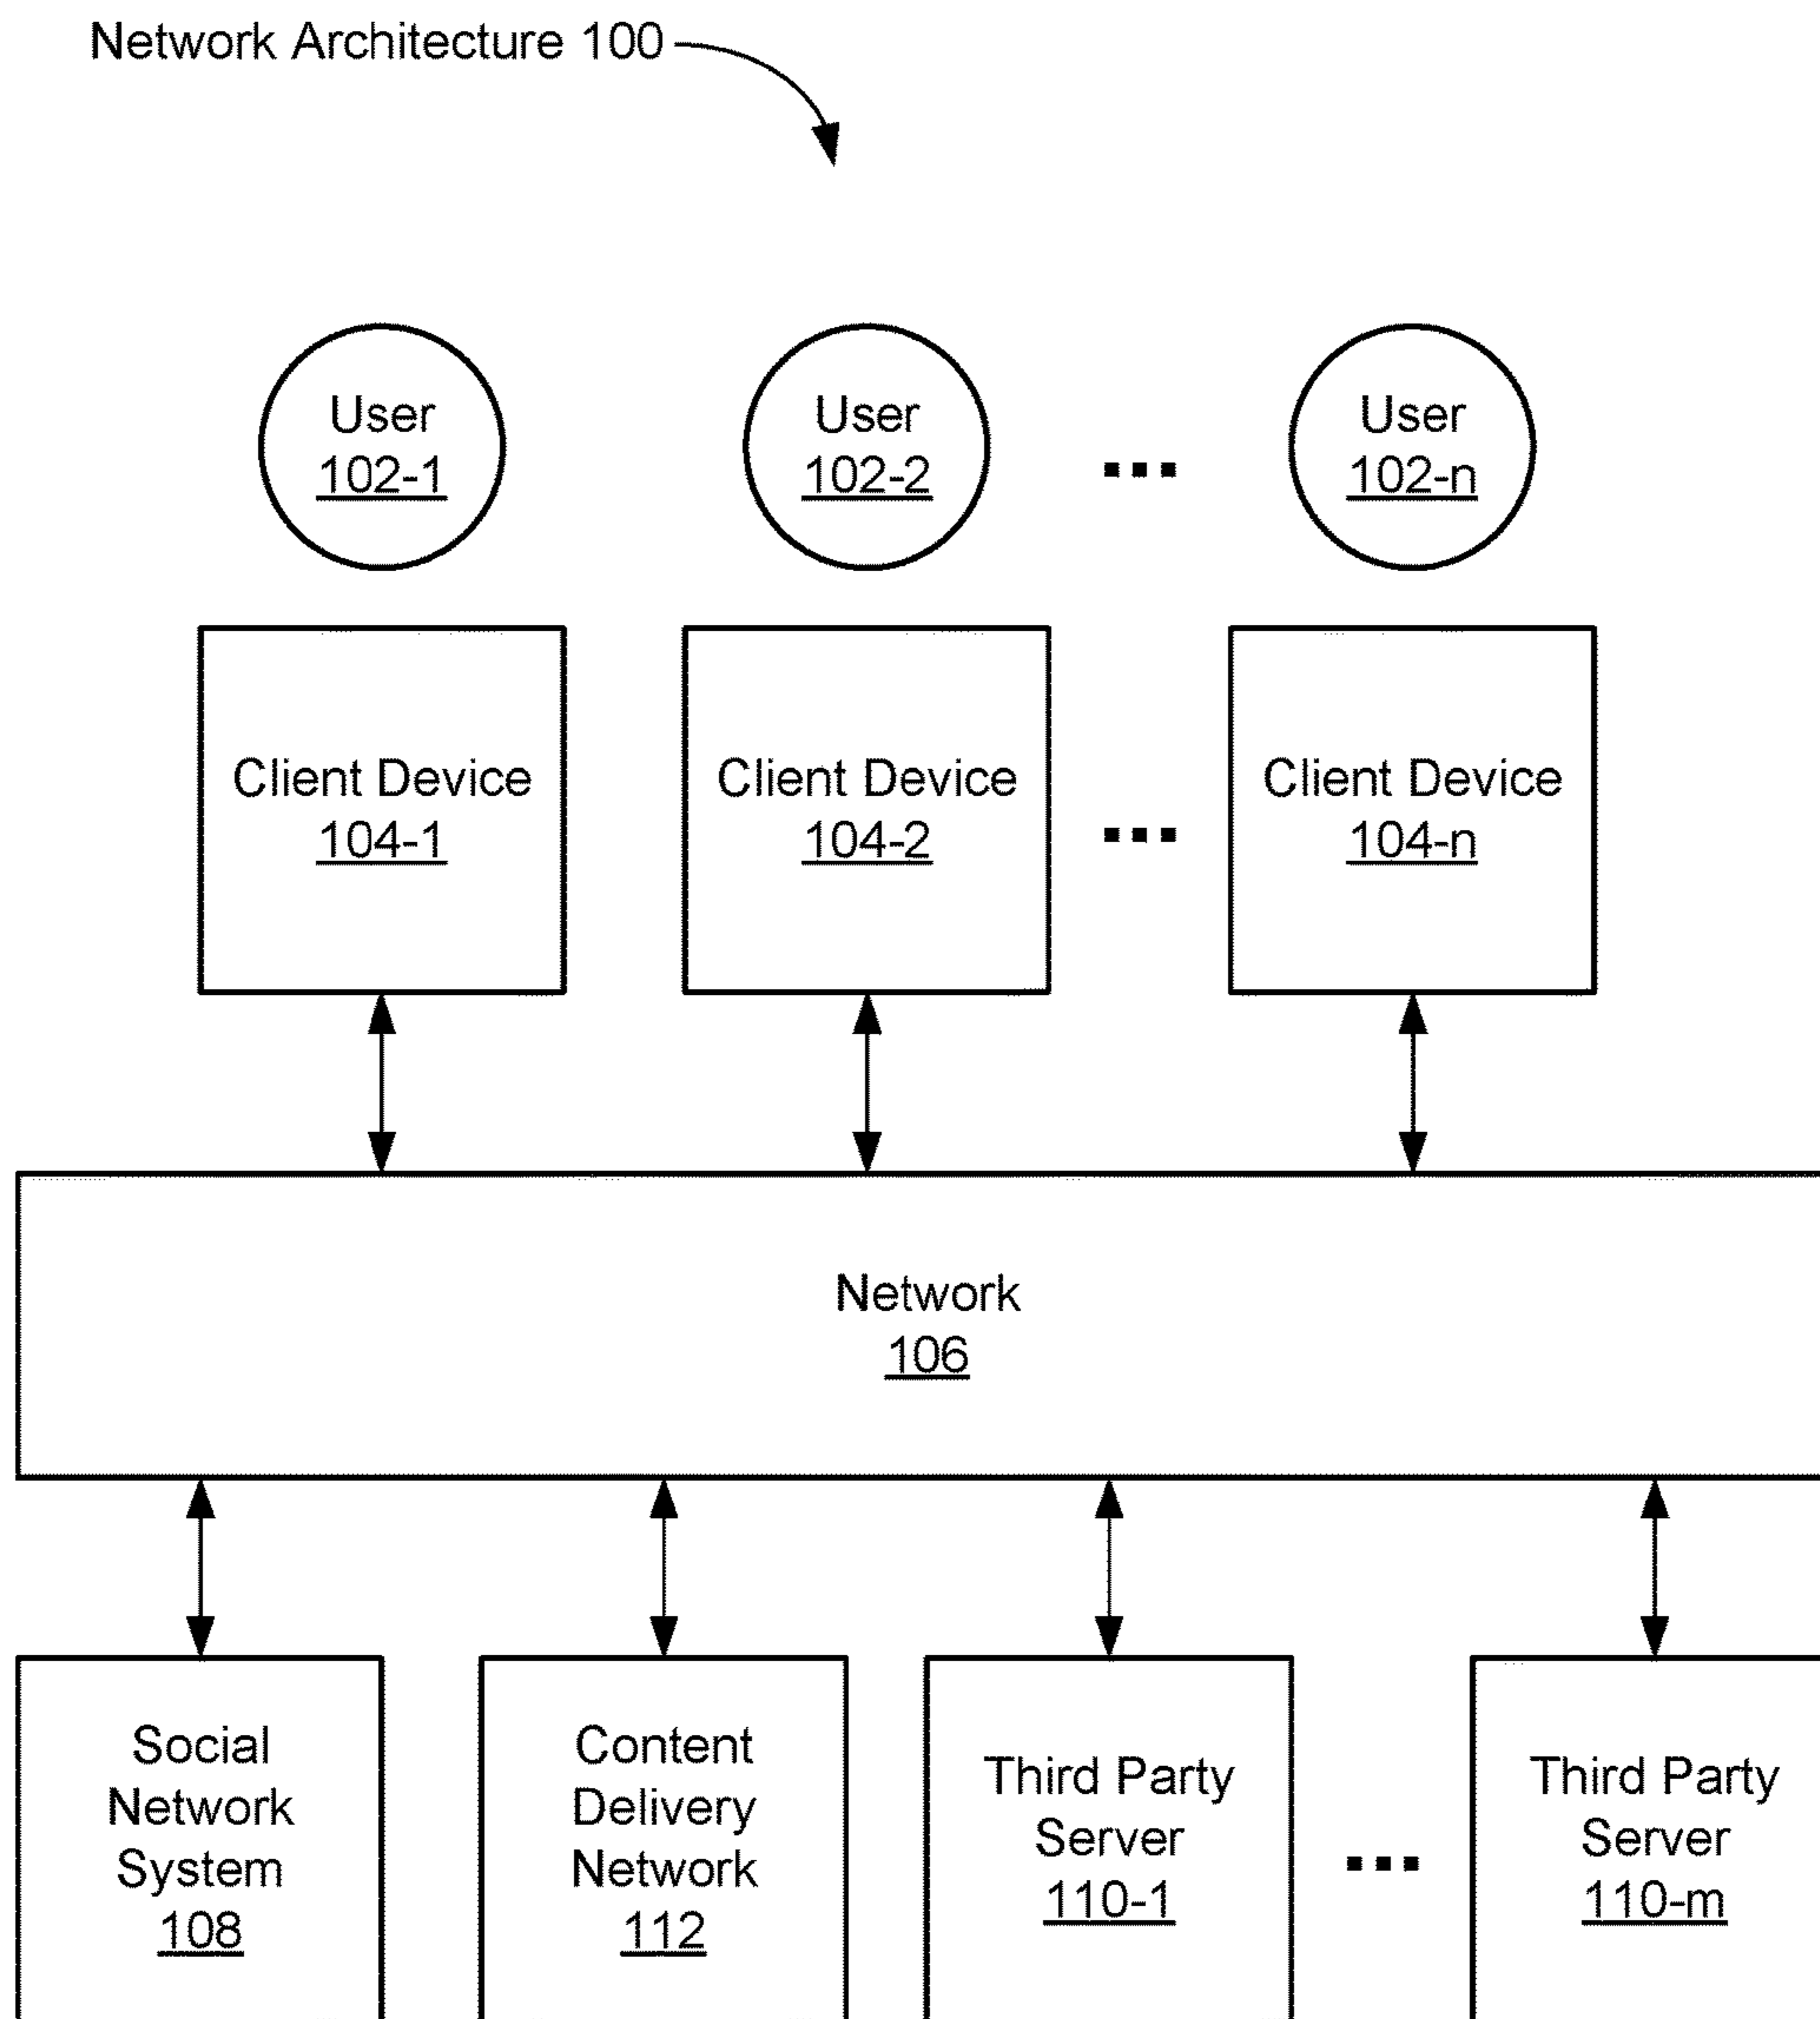 Network Architecture 100
User
102-1
User
102-2
...
User
102-n
Client Device
104-1
Client Device
104-2
...
Client Device
104-n
Network
106
Social
Network
System
108
Content
Delivery
Network
112
Third Party
Server
110-1
...
Third Party
Server
110-m